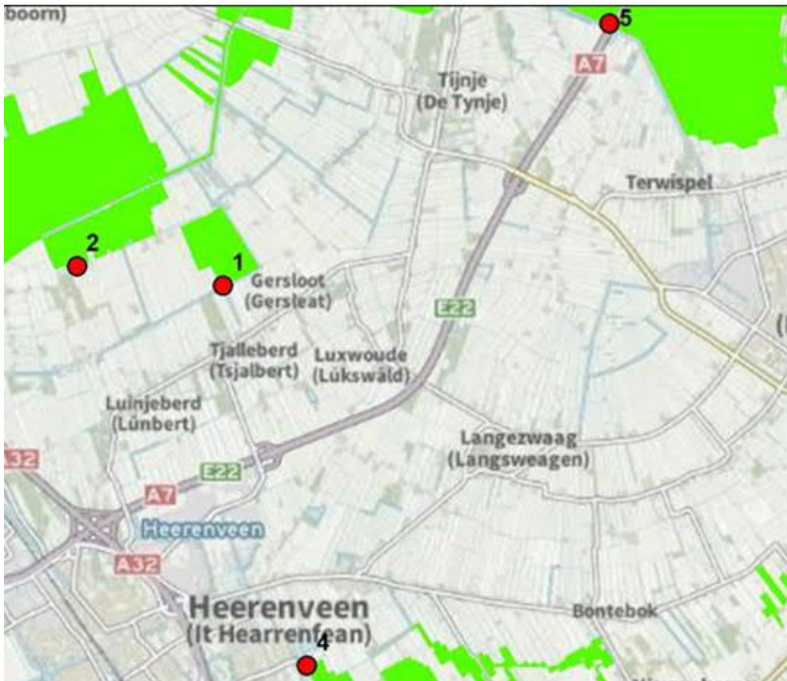 boorn)
5
A7
Tijnje
(De Tynje)
Terwispel
2
1
Gersloot
(Gersleat)
E22
Tjalleberd
(Tsjalbert)
Luxwoude
(Lúkswâld)
Luinjeberd
(Lúnbert)
Langezwaag
(Langsweagen)
A32
E22
A7
Heerenveen
A32
Heerenveen
(It Hearrenfean)
4
Bontebok